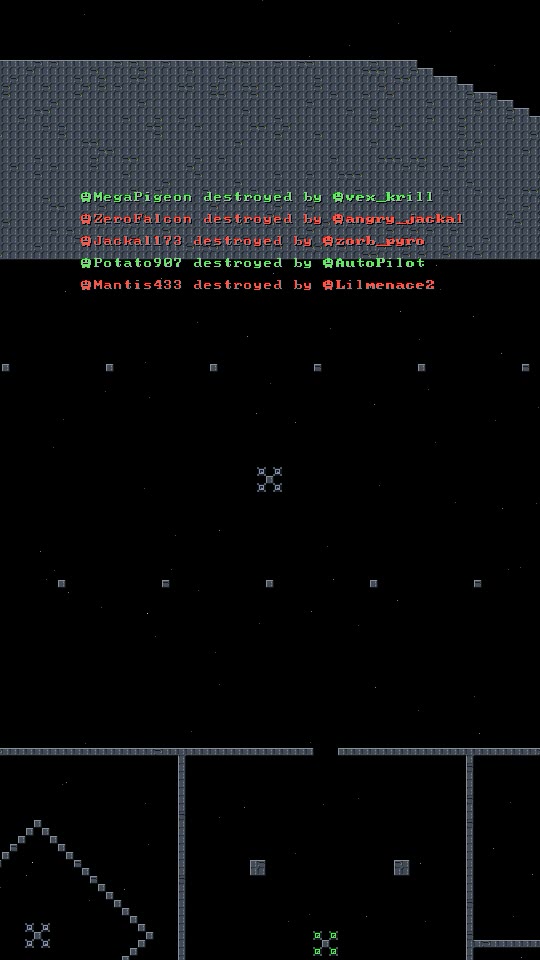 MegaPigeon destroyed by vex_krill
ZeroFalcon destroyed by angry_jackal
Jackal173 destroyed by zorb_pyro
Potato907 destroyed by AutoPilot
Mantis433 destroyed by Lilmenace2